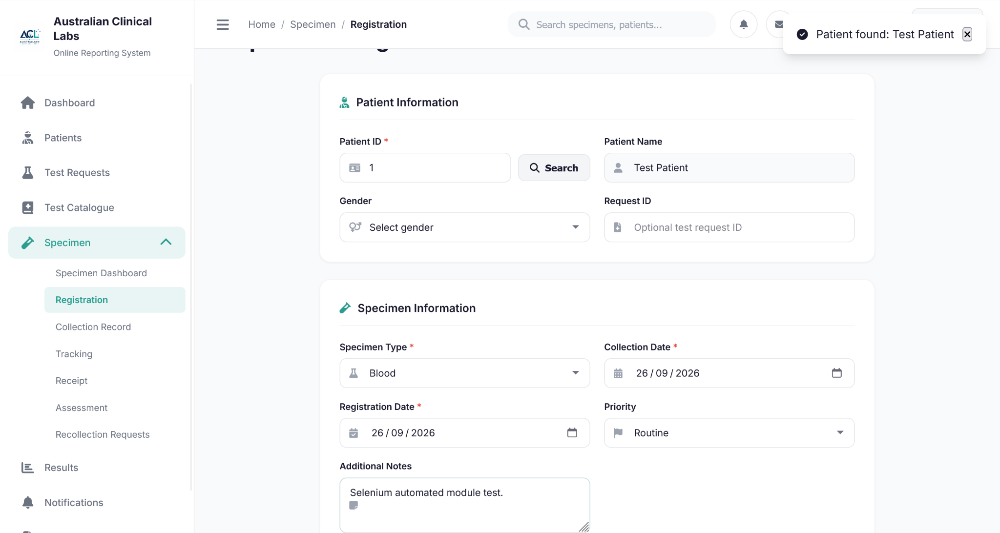 Australian Clinical
Labs
Online Reporting System
ACL
AUSTRALIAN
Dashboard
Patients
Test Requests
Test Catalogue
Specimen
Specimen Dashboard
Registration
Collection Record
Tracking
Receipt
Assessment
Recollection Requests
Results
Notifications
Home / Specimen / Registration
Search specimens, patients...
Patient found: Test Patient
Patient Information
Patient ID *
1
Search
Patient Name
Test Patient
Gender
Select gender
Request ID
Optional test request ID
Specimen Information
Specimen Type *
Blood
Collection Date *
26 / 09 / 2026
Registration Date *
26 / 09 / 2026
Priority
Routine
Additional Notes
Selenium automated module test.